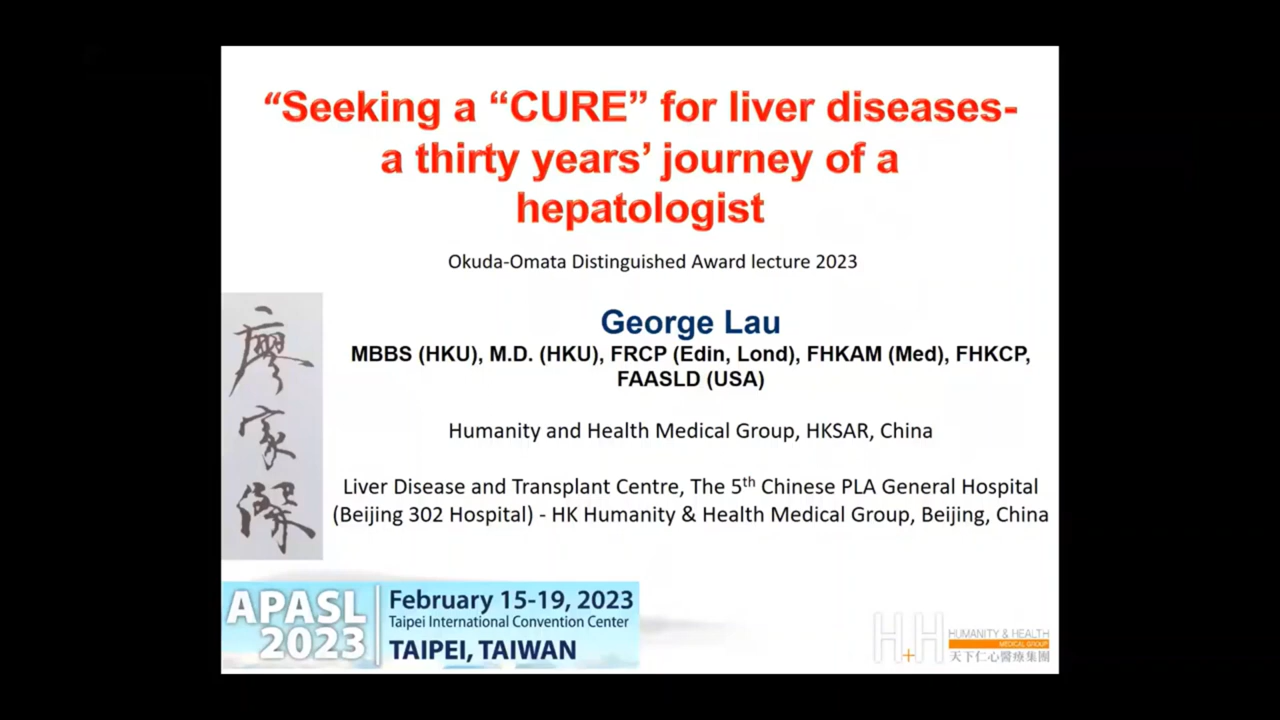 “Seeking a “CURE” for liver diseases-
a thirty years’ journey of a
hepatologist
Okuda-Omata Distinguished Award lecture 2023
George Lau
MBBS (HKU), M.D. (HKU), FRCP (Edin, Lond), FHKAM (Med), FHKCP,
FAASLD (USA)
Humanity and Health Medical Group, HKSAR, China
Liver Disease and Transplant Centre, The 5th Chinese PLA General Hospital
(Beijing 302 Hospital) - HK Humanity & Health Medical Group, Beijing, China
廖
家
傑
APASL
2023
February 15-19, 2023
Taipei International Convention Center
TAIPEI, TAIWAN
H+H
HUMANITY & HEALTH
MEDICAL GROUP
天下仁心醫療集團